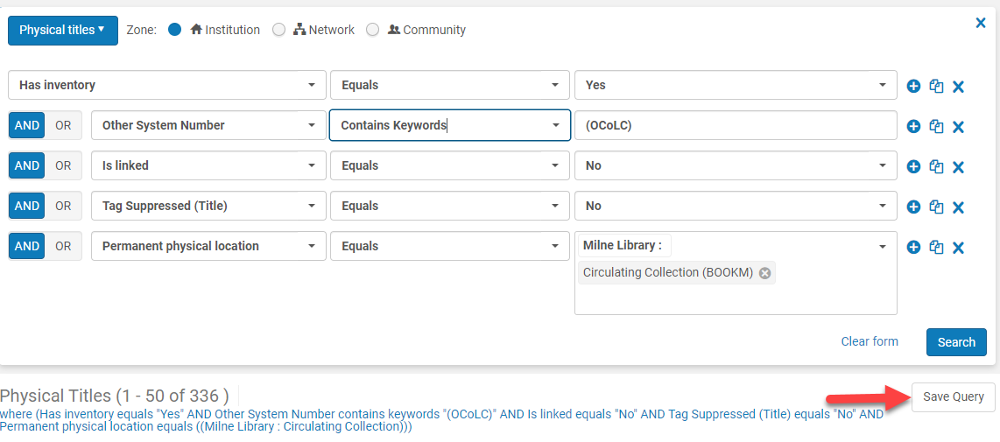 Physical titles Zone: Institution Network Community
Has inventory Equals Yes
AND OR Other System Number Contains Keywords (OCoLC)
AND OR Is linked Equals No
AND OR Tag Suppressed (Title) Equals No
AND OR Permanent physical location Equals Milne Library :
Circulating Collection (BOOKM)
Clear form Search
Physical Titles (1 - 50 of 336 ) Save Query
where (Has inventory equals "Yes" AND Other System Number contains keywords "(OCoLC)" AND Is linked equals "No" AND Tag Suppressed (Title) equals "No" AND
Permanent physical location equals ((Milne Library : Circulating Collection)))